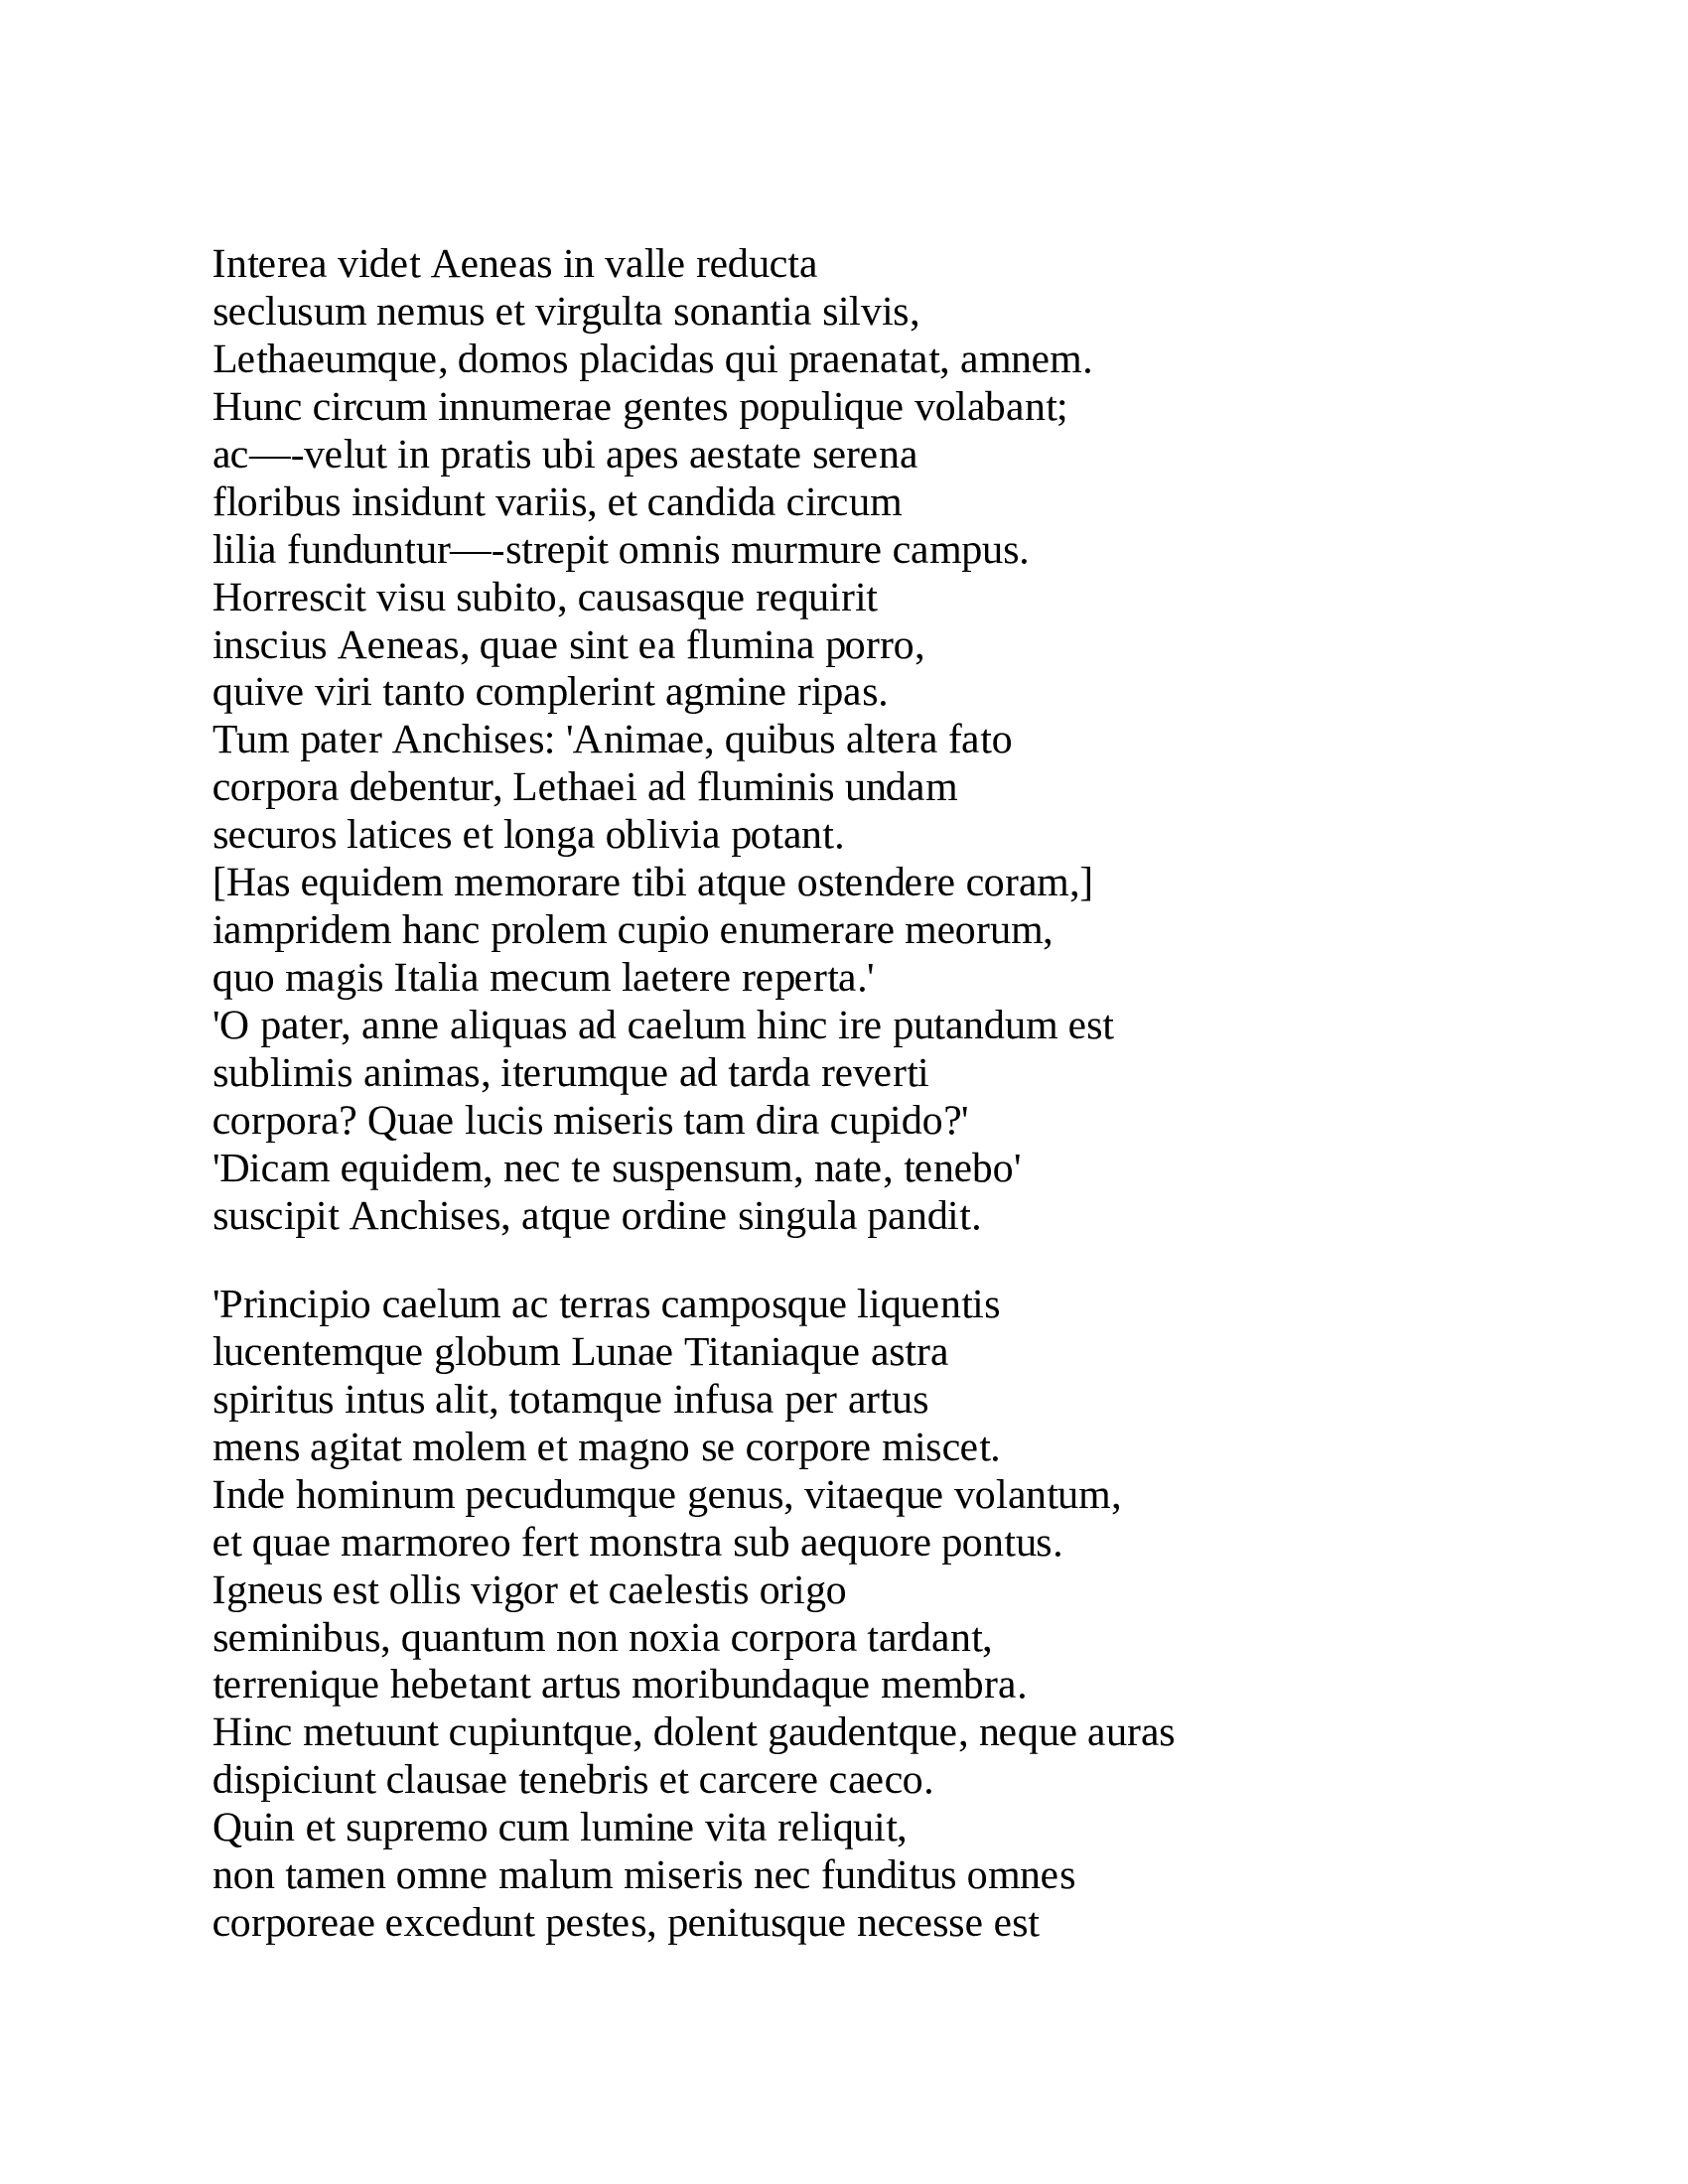 Interea videt Aeneas in valle reducta
seclusum nemus et virgulta sonantia silvis,
Lethaeumque, domos placidas qui praenatat, amnem.
Hunc circum innumerae gentes populique volabant;
ac—-velut in pratis ubi apes aestate serena
floribus insidunt variis, et candida circum
lilia funduntur—-strepit omnis murmure campus.
Horrescit visu subito, causasque requirit
inscius Aeneas, quae sint ea flumina porro,
quive viri tanto complerint agmine ripas.
Tum pater Anchises: 'Animae, quibus altera fato
corpora debentur, Lethaei ad fluminis undam
securos latices et longa oblivia potant.
[Has equidem memorare tibi atque ostendere coram,]
iampridem hanc prolem cupio enumerare meorum,
quo magis Italia mecum laetere reperta.'
'O pater, anne aliquas ad caelum hinc ire putandum est
sublimis animas, iterumque ad tarda reverti
corpora? Quae lucis miseris tam dira cupido?'
'Dicam equidem, nec te suspensum, nate, tenebo'
suscipit Anchises, atque ordine singula pandit.

'Principio caelum ac terras camposque liquentis
lucentemque globum Lunae Titaniaque astra
spiritus intus alit, totamque infusa per artus
mens agitat molem et magno se corpore miscet.
Inde hominum pecudumque genus, vitaeque volantum,
et quae marmoreo fert monstra sub aequore pontus.
Igneus est ollis vigor et caelestis origo
seminibus, quantum non noxia corpora tardant,
terrenique hebetant artus moribundaque membra.
Hinc metuunt cupiuntque, dolent gaudentque, neque auras
dispiciunt clausae tenebris et carcere caeco.
Quin et supremo cum lumine vita reliquit,
non tamen omne malum miseris nec funditus omnes
corporeae excedunt pestes, penitusque necesse est